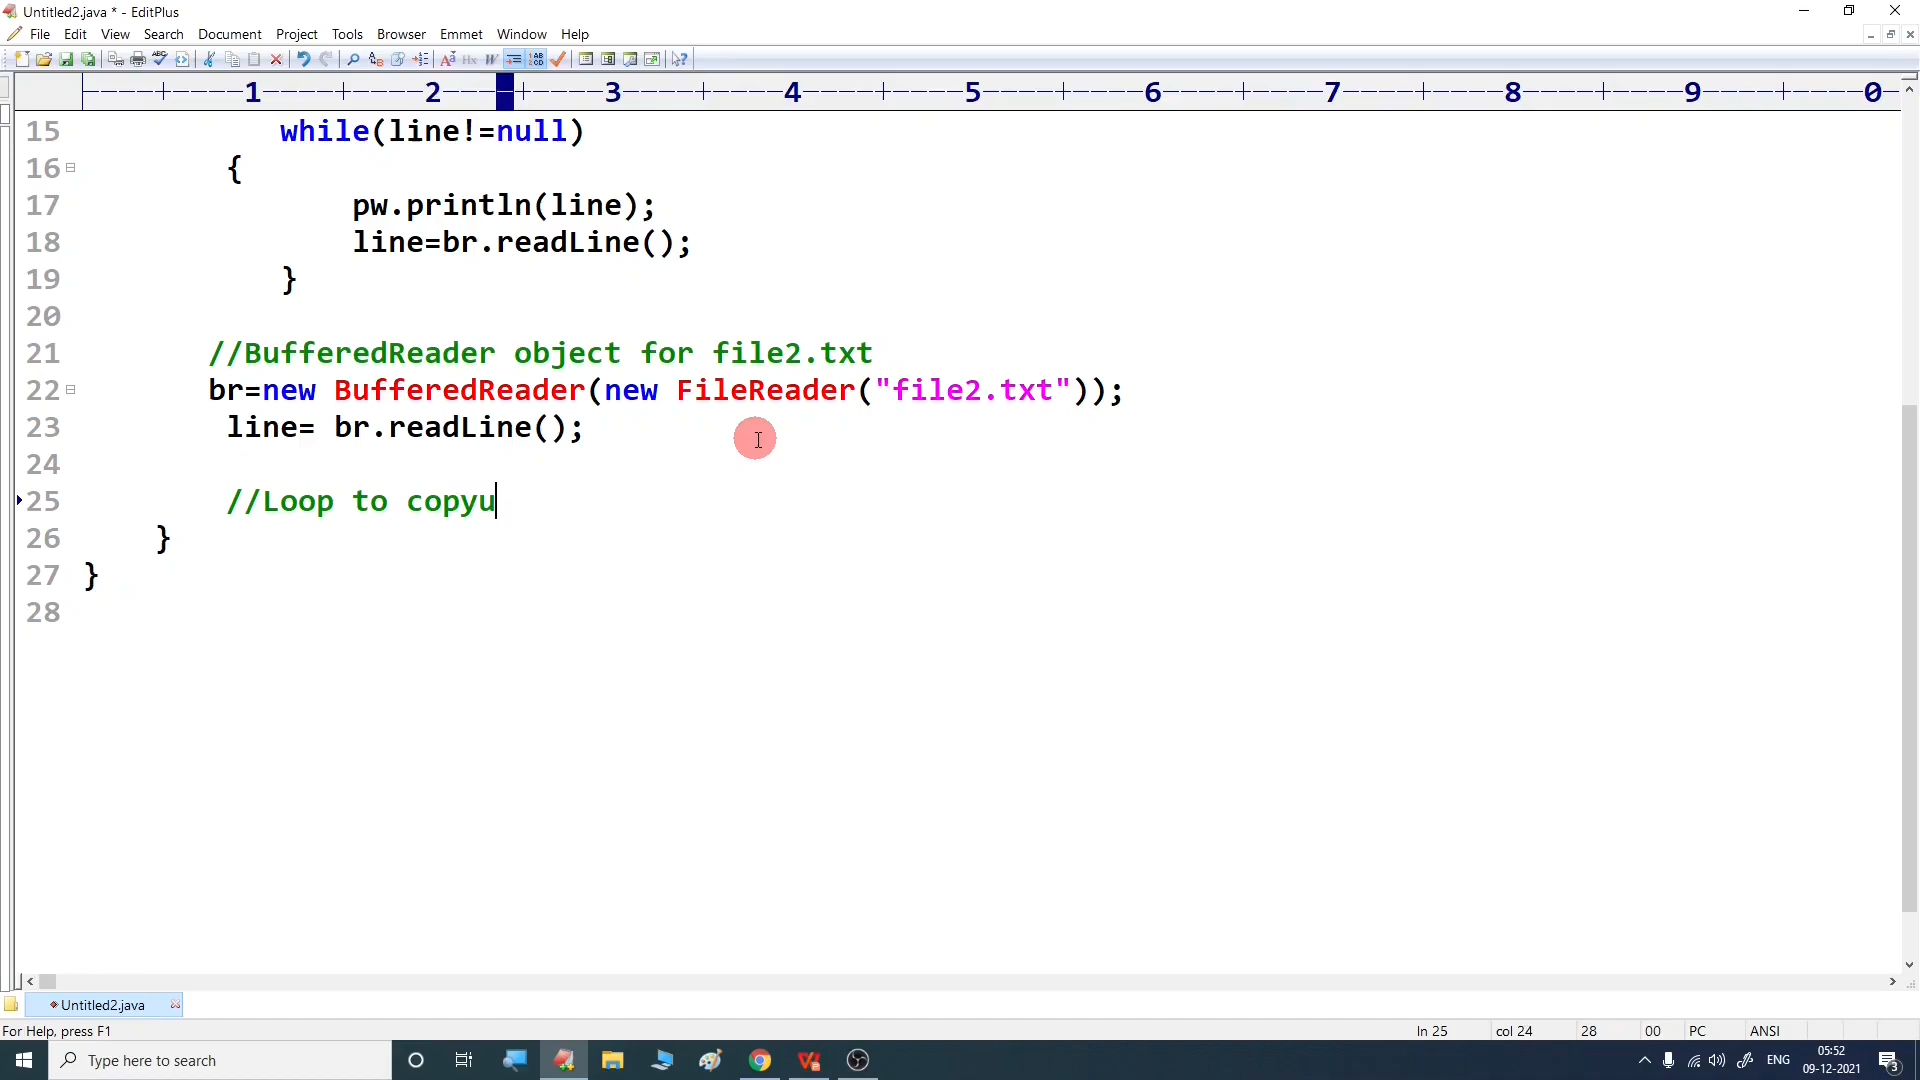 Untitled2.java * - EditPlus
File Edit View Search Document Project Tools Browser Emmet Window Help
----+----1----+----2----+----3----+----4----+----5----+----6----+----7----+----8----+----9----+----0--
15 while(line!=null)
16 {
17 pw.println(line);
18 line=br.readLine();
19 }
20
21 //BufferedReader object for file2.txt
22 br=new BufferedReader(new FileReader("file2.txt"));
23 line= br.readLine();
24
25 //Loop to copyu
26 }
27 }
28
Untitled2.java
For Help, press F1 ln 25 col 24 28 00 PC ANSI
Type here to search ENG 05:52
09-12-2021 3